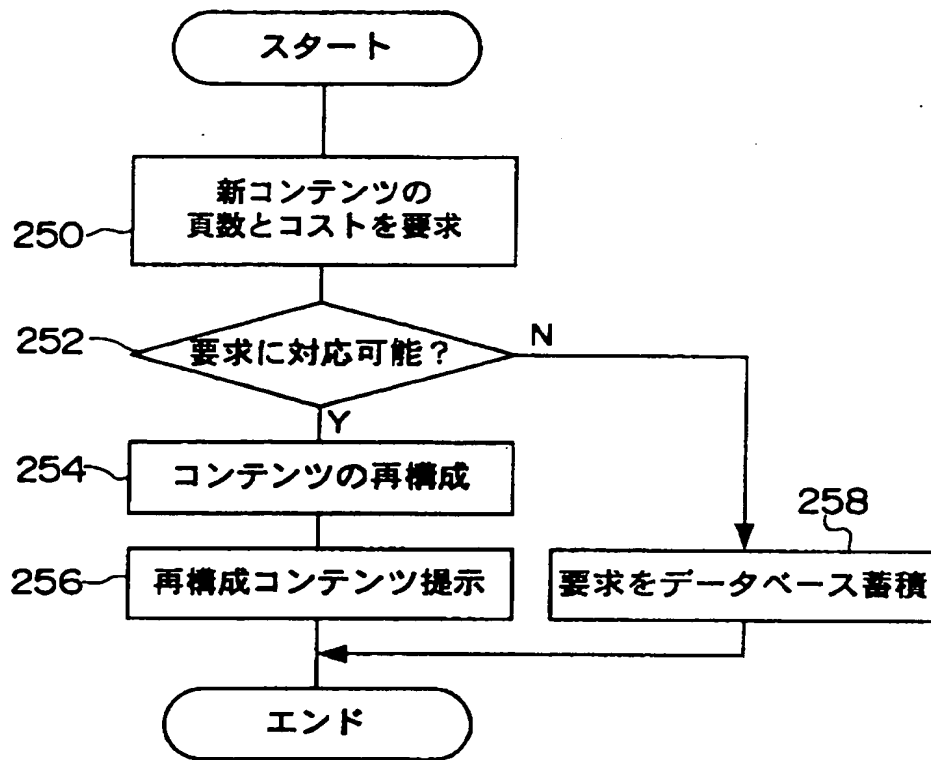 スタート
新コンテンツの
頁数とコストを要求
250
252
要求に対応可能?
N
Y
254
コンテンツの再構成
258
256
再構成コンテンツ提示
要求をデータベース蓄積
エンド